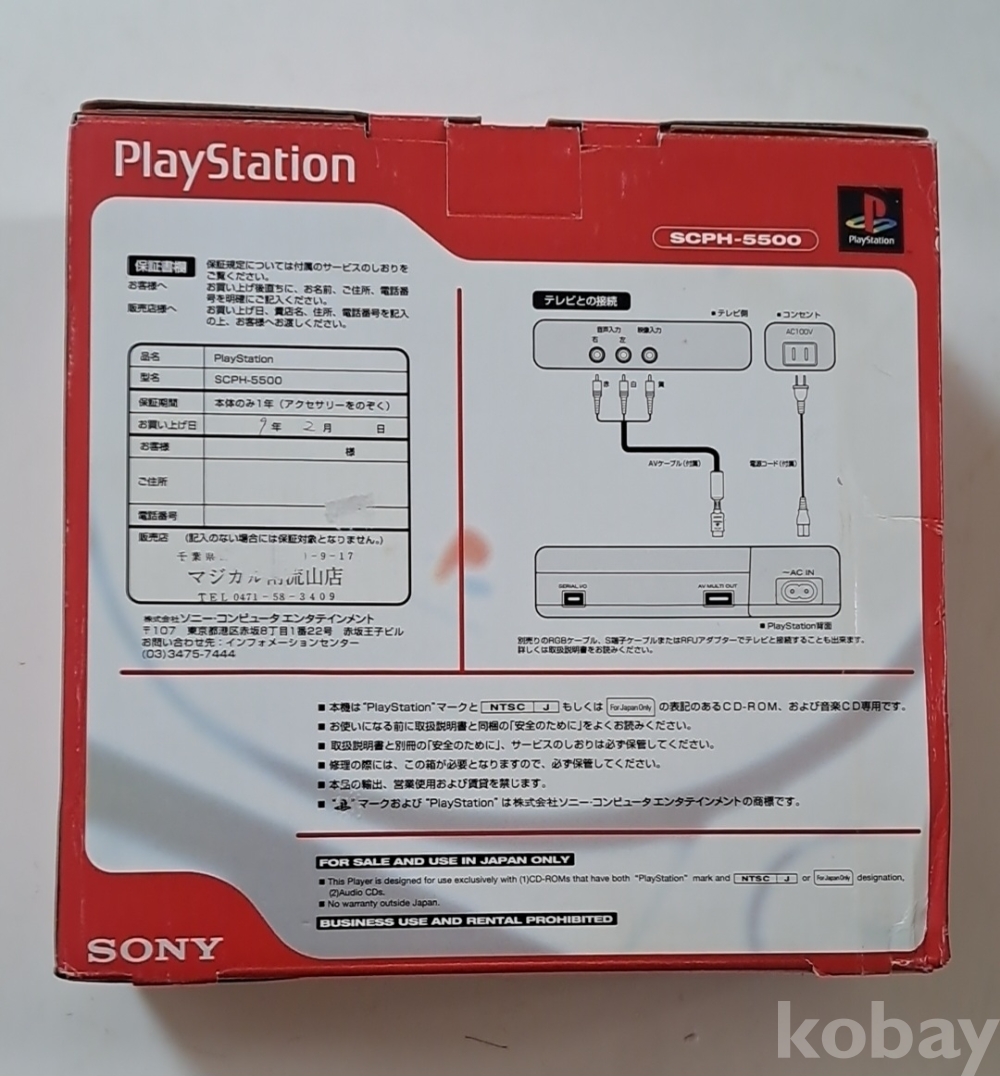 PlayStation
SCPH-5500
PlayStation
保証書欄
保証規定については付属のサービスのしおりを
ご覧ください。
お客様へ
お買い上げ後直ちに、お名前、ご住所、電話番
号を明確にご記入ください。
販売店様へ
お買い上げ日、貴店名、住所、電話番号を記入
の上、お客様へお渡しください。
品名 PlayStation
型名 SCPH-5500
保証期間 本体のみ1年（アクセサリーをのぞく）
お買い上げ日 9年 2月 日
お客様 様
ご住所
電話番号
販売店 (記入のない場合には保証対象となりません。)
千葉県 -9-17
マジカル 南流山店
TEL 0471-58-3409
株式会社ソニー・コンピュータエンタテインメント
〒107 東京都港区赤坂8丁目1番22号 赤坂王子ビル
お問い合わせ先：インフォメーションセンター
(03)3475-7444
テレビとの接続
■テレビ側
■コンセント
音声入力 映像入力
右 左
AC100V
赤 白 黄
AVケーブル(付属)
電源コード(付属)
SERIAL I/O
AV MULTI OUT
～AC IN
■PlayStation背面
別売りのRGBケーブル、S端子ケーブルまたはRFUアダプターでテレビと接続することも出来ます。
詳しくは取扱説明書をお読みください。
■本機は"PlayStation"マークと NTSC J もしくは For Japan Only の表記のあるCD-ROM、および音楽CD専用です。
■お使いになる前に取扱説明書と同梱の「安全のために」をよくお読みください。
■取扱説明書と別冊の「安全のために」、サービスのしおりは必ず保管してください。
■修理の際には、この箱が必要となりますので、必ず保管してください。
■本品の輸出、営業使用および賃貸を禁じます。
■" "マークおよび"PlayStation"は株式会社ソニー・コンピュータエンタテインメントの商標です。
FOR SALE AND USE IN JAPAN ONLY
■This Player is designed for use exclusively with (1)CD-ROMs that have both "PlayStation" mark and NTSC J or For Japan Only designation,
(2)Audio CDs.
■No warranty outside Japan.
BUSINESS USE AND RENTAL PROHIBITED
SONY
kobay